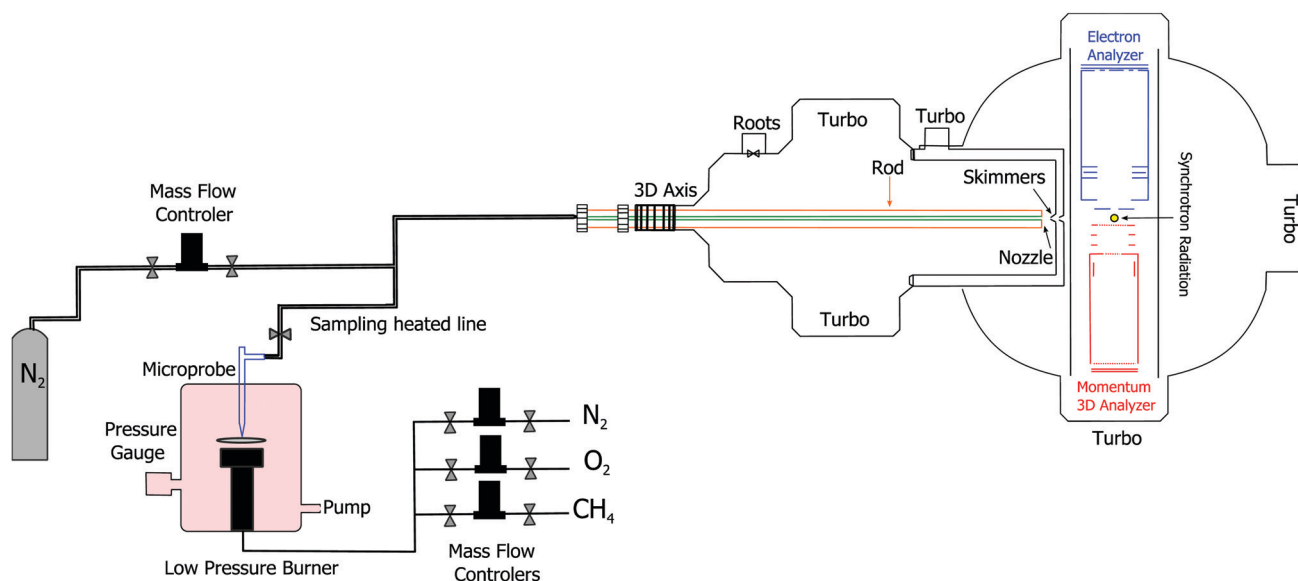 Electron
Analyzer
Roots
Turbo
Turbo
Rod
Skimmers
3D Axis
Mass Flow
Controler
Synchrotron Radiation
Turbo
Nozzle
Sampling heated line
Turbo
N2
Microprobe
Momentum
3D Analyzer
Turbo
Pressure
Gauge
N2
O2
Pump
CH4
Low Pressure Burner
Mass Flow
Controlers